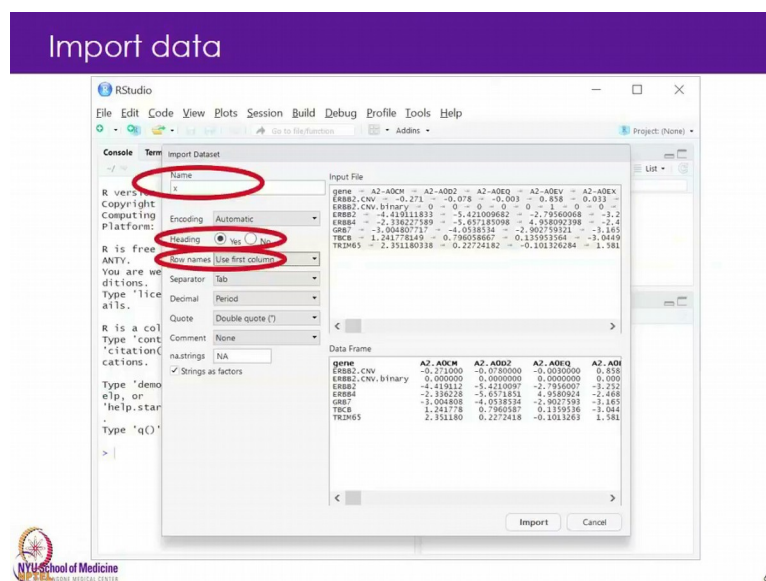 Import data
RStudio
File Edit Code View Plots Session Build Debug Profile Tools Help
Go to file/function Addins Project: (None)
Console Term
Import Dataset
List
~/
R vers
Copyright
Computing
Platform:
R is free
ANTY.
You are we
ditions.
Type 'lice
ails.
R is a col
Type 'cont
'citation(
cations.
Type 'demo
elp, or
'help.star
.
Type 'q()'
>
Name
x
Encoding Automatic
Heading Yes No
Row names Use first column
Separator Tab
Decimal Period
Quote Double quote (")
Comment None
na.strings NA
Strings as factors
Input File
gene → A2-A0CM → A2-A0D2 → A2-A0EQ → A2-A0EV → A2-A0EX
ERBB2.CNV → -0.271 → -0.078 → -0.003 → 0.858 → 0.033 →
ERBB2.CNV.binary → 0 → 0 → 0 → 0 → 1 → 0 → 0 →
ERBB2 → -4.419111833 → -5.421009682 → -2.79560068 → -3.2
ERBB4 → -2.336227589 → -5.657185098 → 4.958092398 → -2.4
GRB7 → -3.004807717 → -4.0538534 → -2.902759321 → -3.165
TBCB → 1.241778149 → 0.796058667 → 0.135953564 → -3.0449
TRIM65 → 2.351180338 → 0.22724182 → -0.101326284 → 1.581
Data Frame
gene A2.A0CM A2.A0D2 A2.A0EQ A2.A0
ERBB2.CNV -0.271000 -0.0780000 -0.0030000 0.858
ERBB2.CNV.binary 0.000000 0.0000000 0.0000000 0.000
ERBB2 -4.419112 -5.4210097 -2.7956007 -3.252
ERBB4 -2.336228 -5.6571851 4.9580924 -2.468
GRB7 -3.004808 -4.0538534 -2.9027593 -3.165
TBCB 1.241778 0.7960587 0.1359536 -3.044
TRIM65 2.351180 0.2272418 -0.1013263 1.581
Import Cancel
NYU School of Medicine